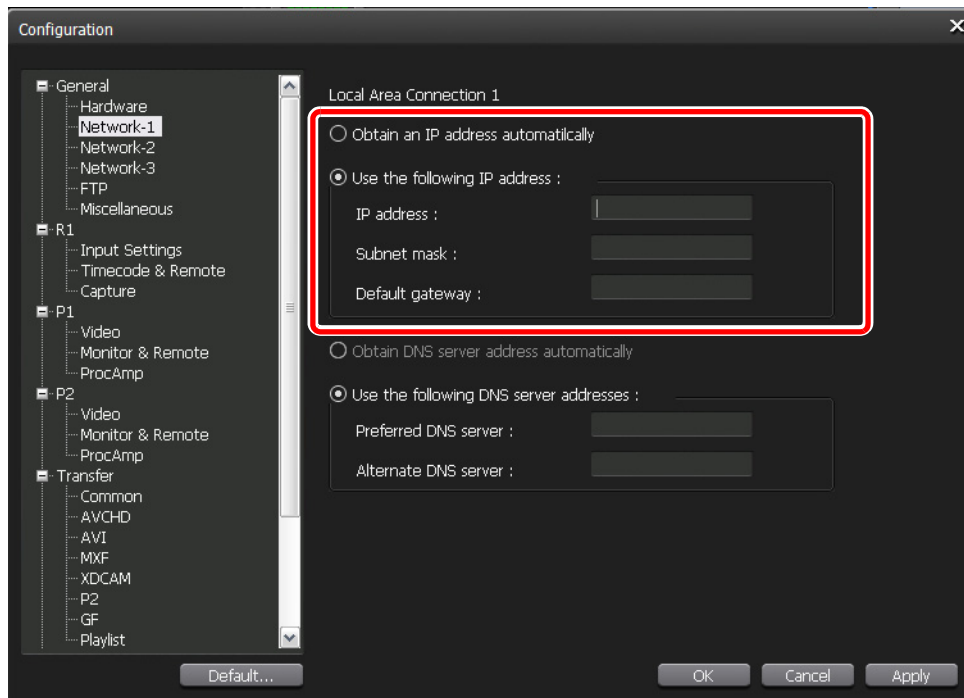 Configuration
General
Hardware
Network-1
Network-2
Network-3
FTP
Miscellaneous
R1
Input Settings
Timecode & Remote
Capture
P1
Video
Monitor & Remote
ProcAmp
P2
Video
Monitor & Remote
ProcAmp
Transfer
Common
AVCHD
AVI
MXF
XDCAM
P2
GF
Playlist
Default...
Local Area Connection 1
Obtain an IP address automatilcally
Use the following IP address :
IP address :
Subnet mask :
Default gateway :
Obtain DNS server address automatically
Use the following DNS server addresses :
Preferred DNS server :
Alternate DNS server :
OK Cancel Apply